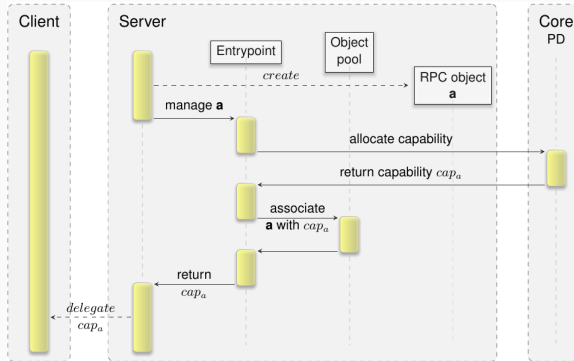 Client
Server
Core
PD
Entrypoint
Object
pool
RPC object
a
create
manage a
allocate capability
return capability cap_a
associate
a with cap_a
return
cap_a
delegate
cap_a